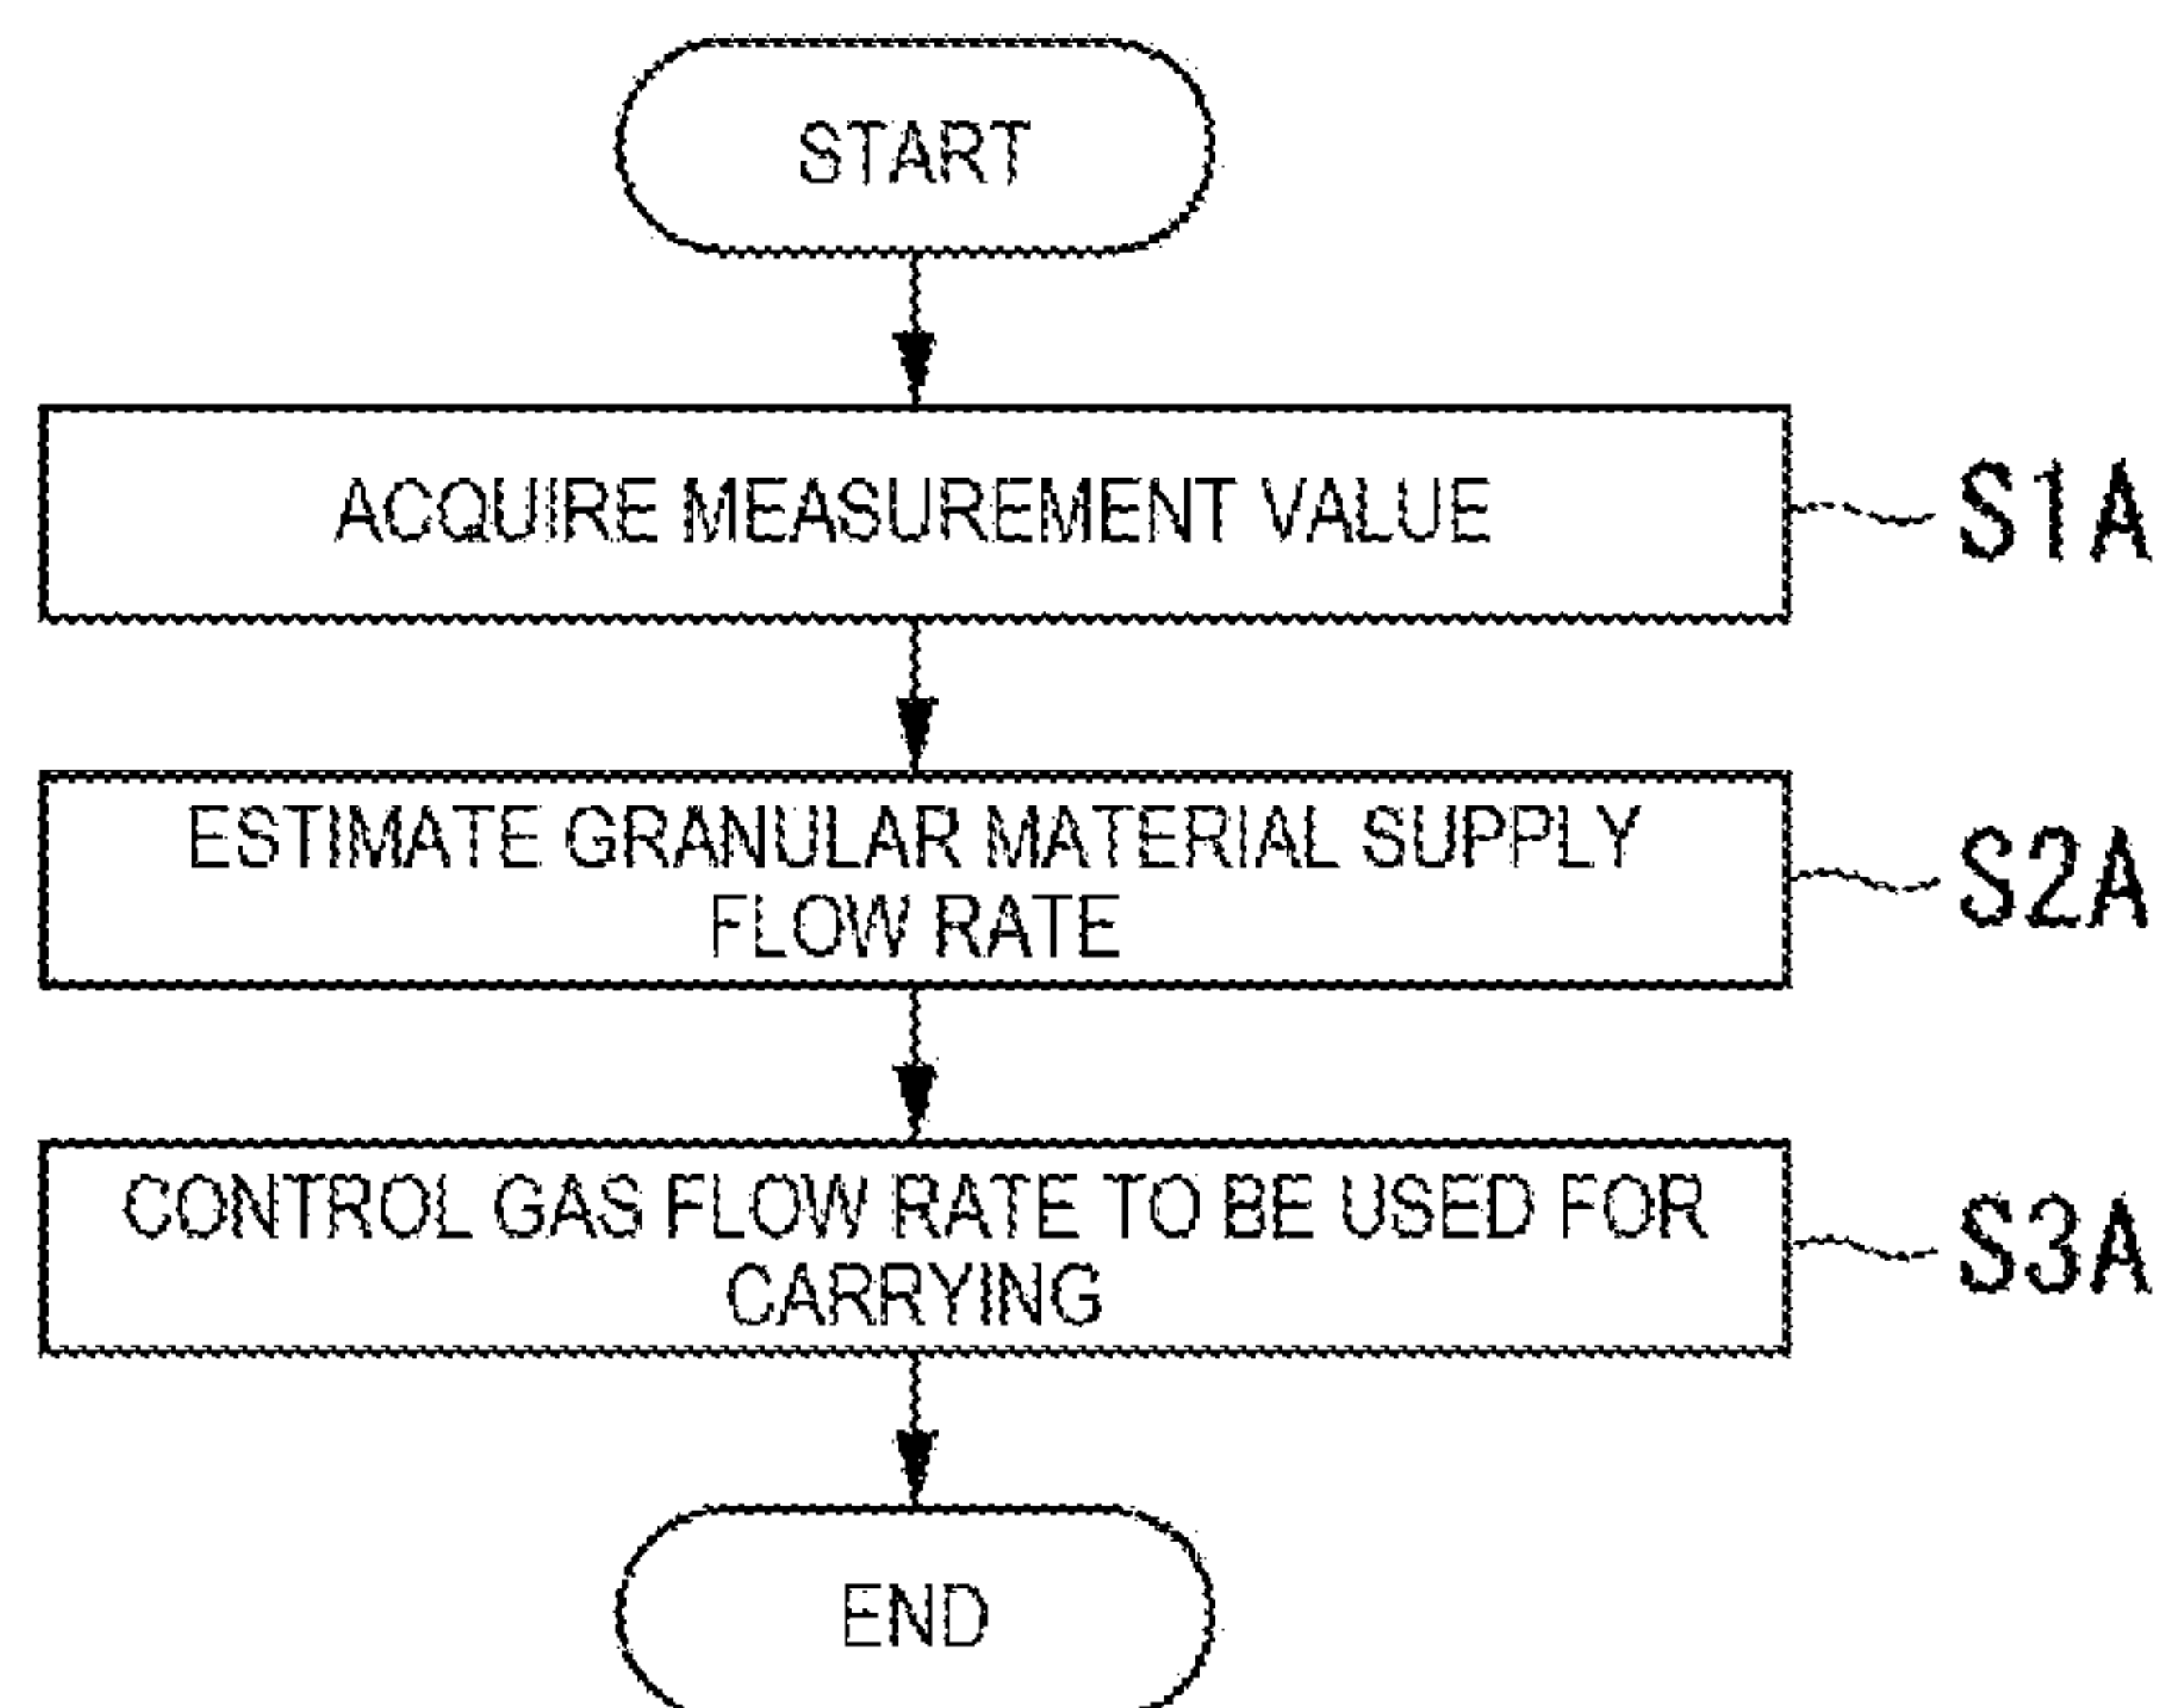 START
ACQUIRE MEASUREMENT VALUE
S1A
ESTIMATE GRANULAR MATERIAL SUPPLY
FLOW RATE
S2A
CONTROL GAS FLOW RATE TO BE USED FOR
CARRYING
S3A
END